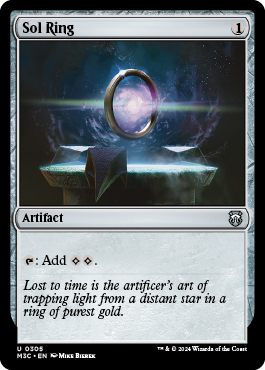 Sol Ring 1
Artifact
: Add .
Lost to time is the artificer's art of
trapping light from a distant star in a
ring of purest gold.
U 0305
M3C • EN Mike Bierek
™ & © 2024 Wizards of the Coast